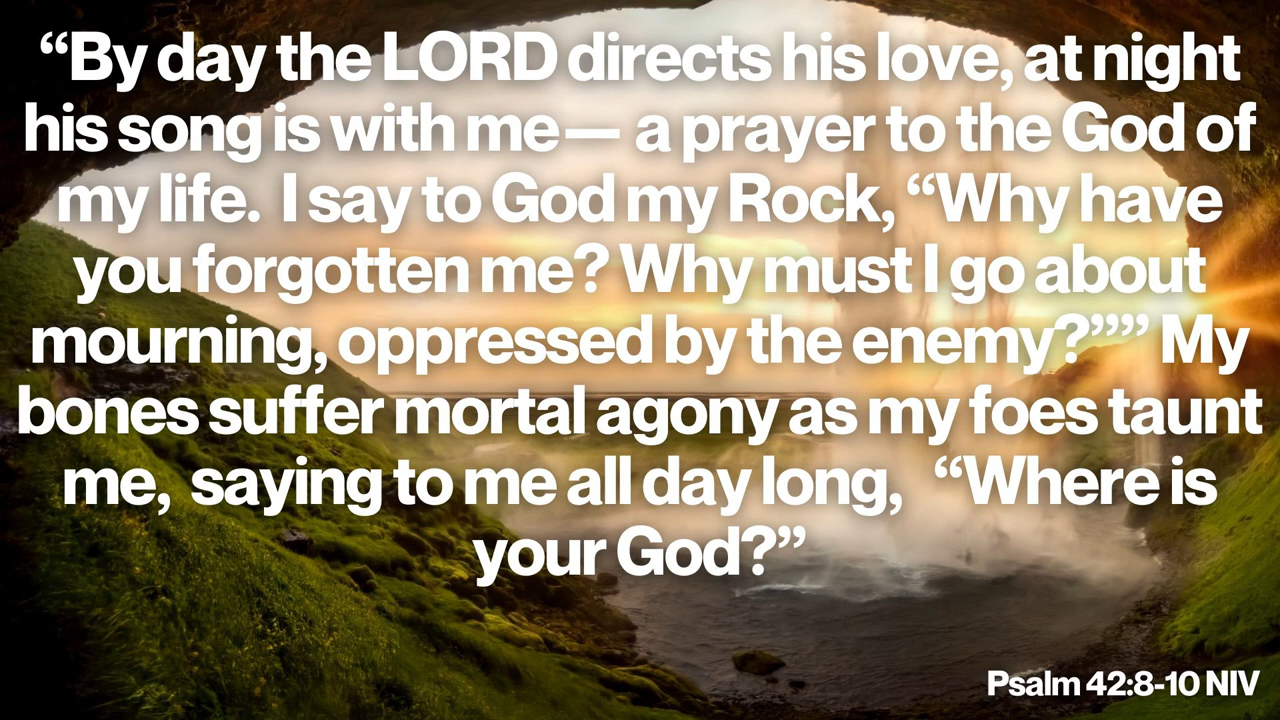 “By day the LORD directs his love, at night
his song is with me— a prayer to the God of
my life.  I say to God my Rock, “Why have
you forgotten me? Why must I go about
mourning, oppressed by the enemy?”’” My
bones suffer mortal agony as my foes taunt
me,  saying to me all day long,   “Where is
your God?”
Psalm 42:8-10 NIV